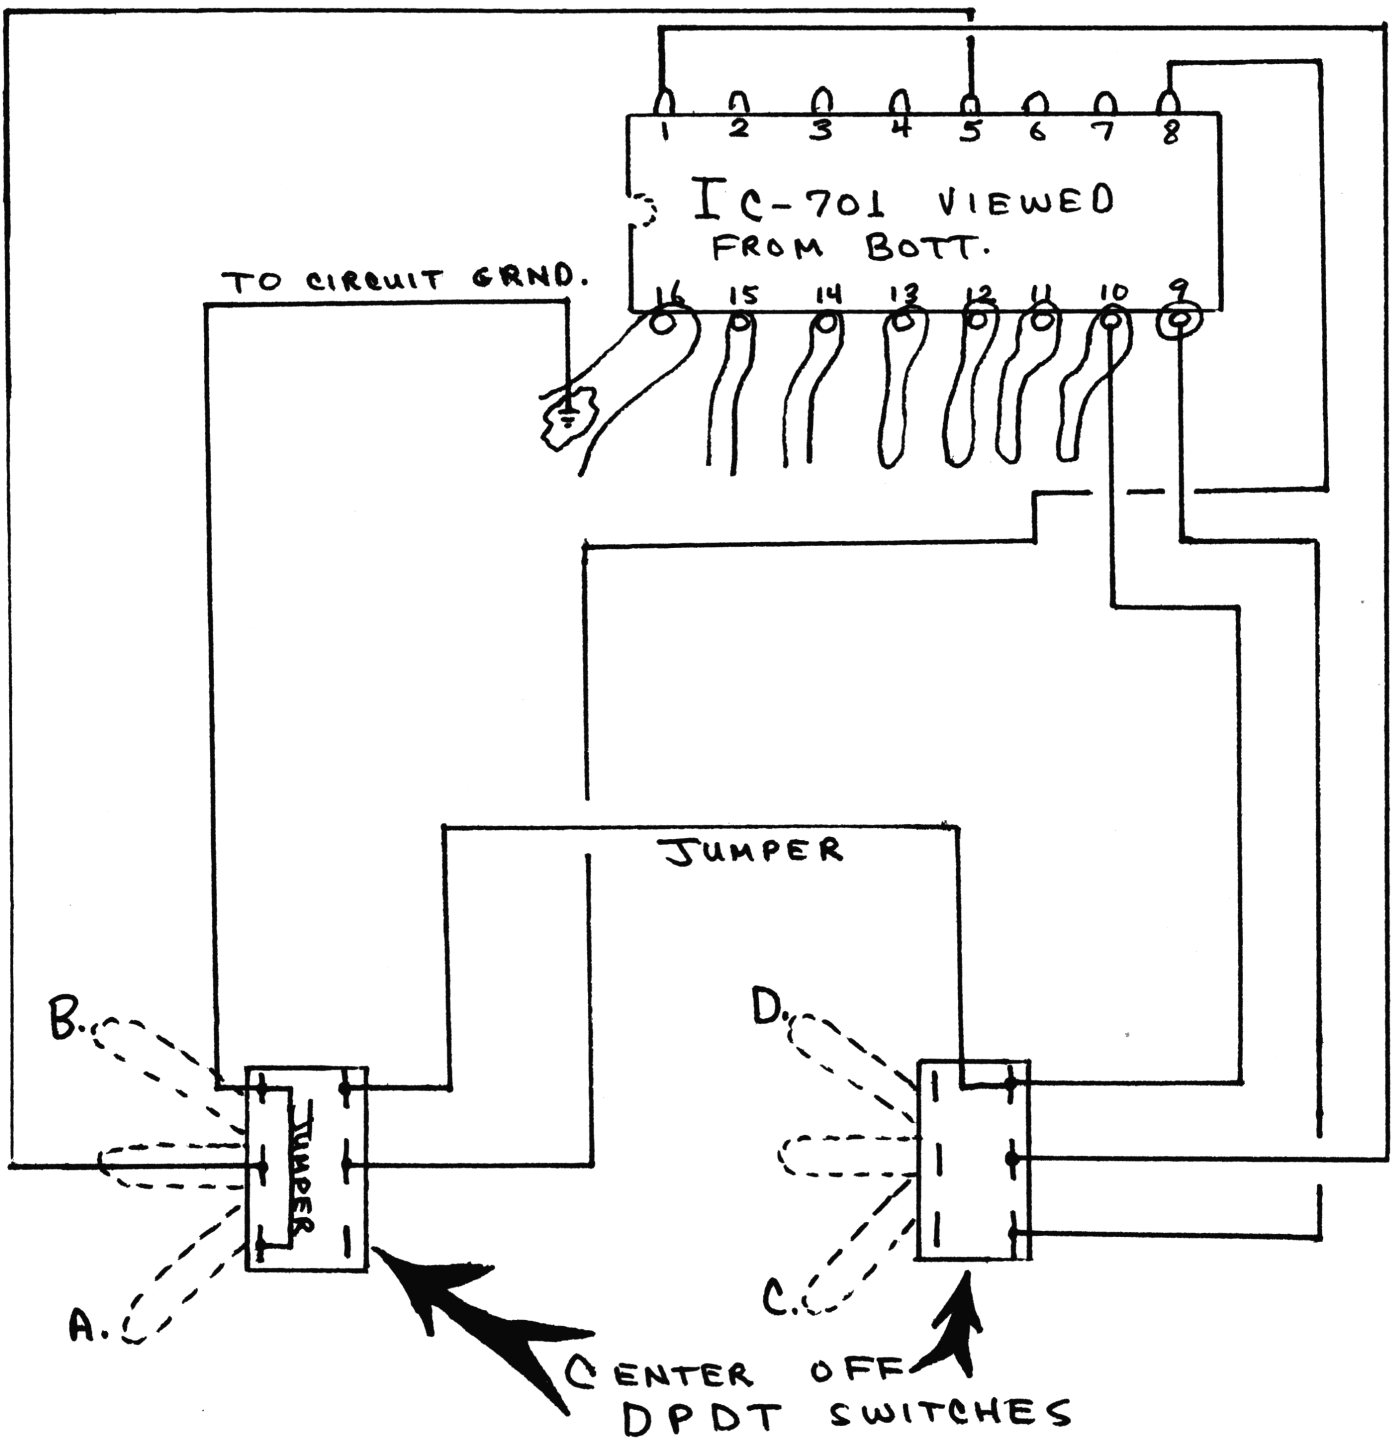 1 2 3 4 5 6 7 8
IC-701 VIEWED
FROM BOTT.
TO CIRCUIT GRND.
16 15 14 13 12 11 10 9
JUMPER
B.
D.
JUMPER
A.
C.
CENTER OFF
DPDT SWITCHES